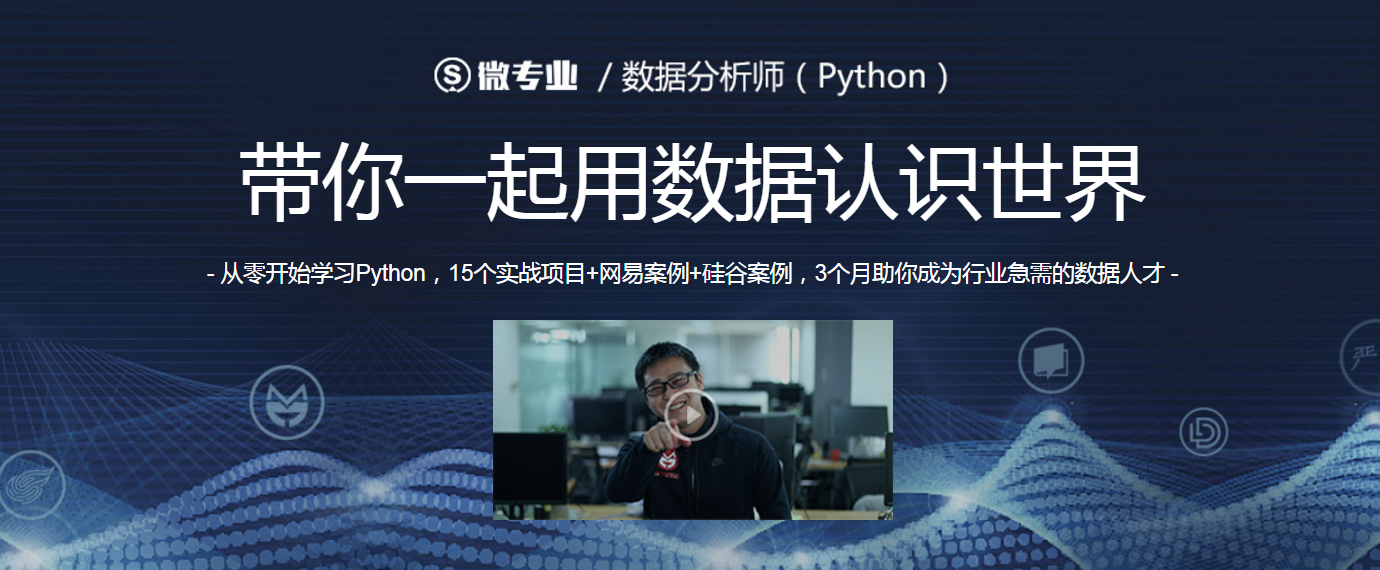 S 微专业 / 数据分析师（Python）
带你一起用数据认识世界
- 从零开始学习Python，15个实战项目+网易案例+硅谷案例，3个月助你成为行业急需的数据人才 -
严